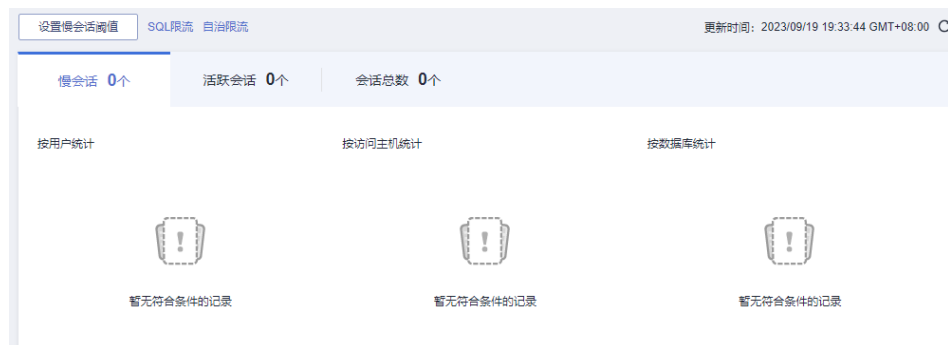 设置慢会话阈值 SQL限流 自治限流 更新时间：2023/09/19 19:33:44 GMT+08:00
慢会话 0个 活跃会话 0个 会话总数 0个
按用户统计 按访问主机统计 按数据库统计
暂无符合条件的记录 暂无符合条件的记录 暂无符合条件的记录